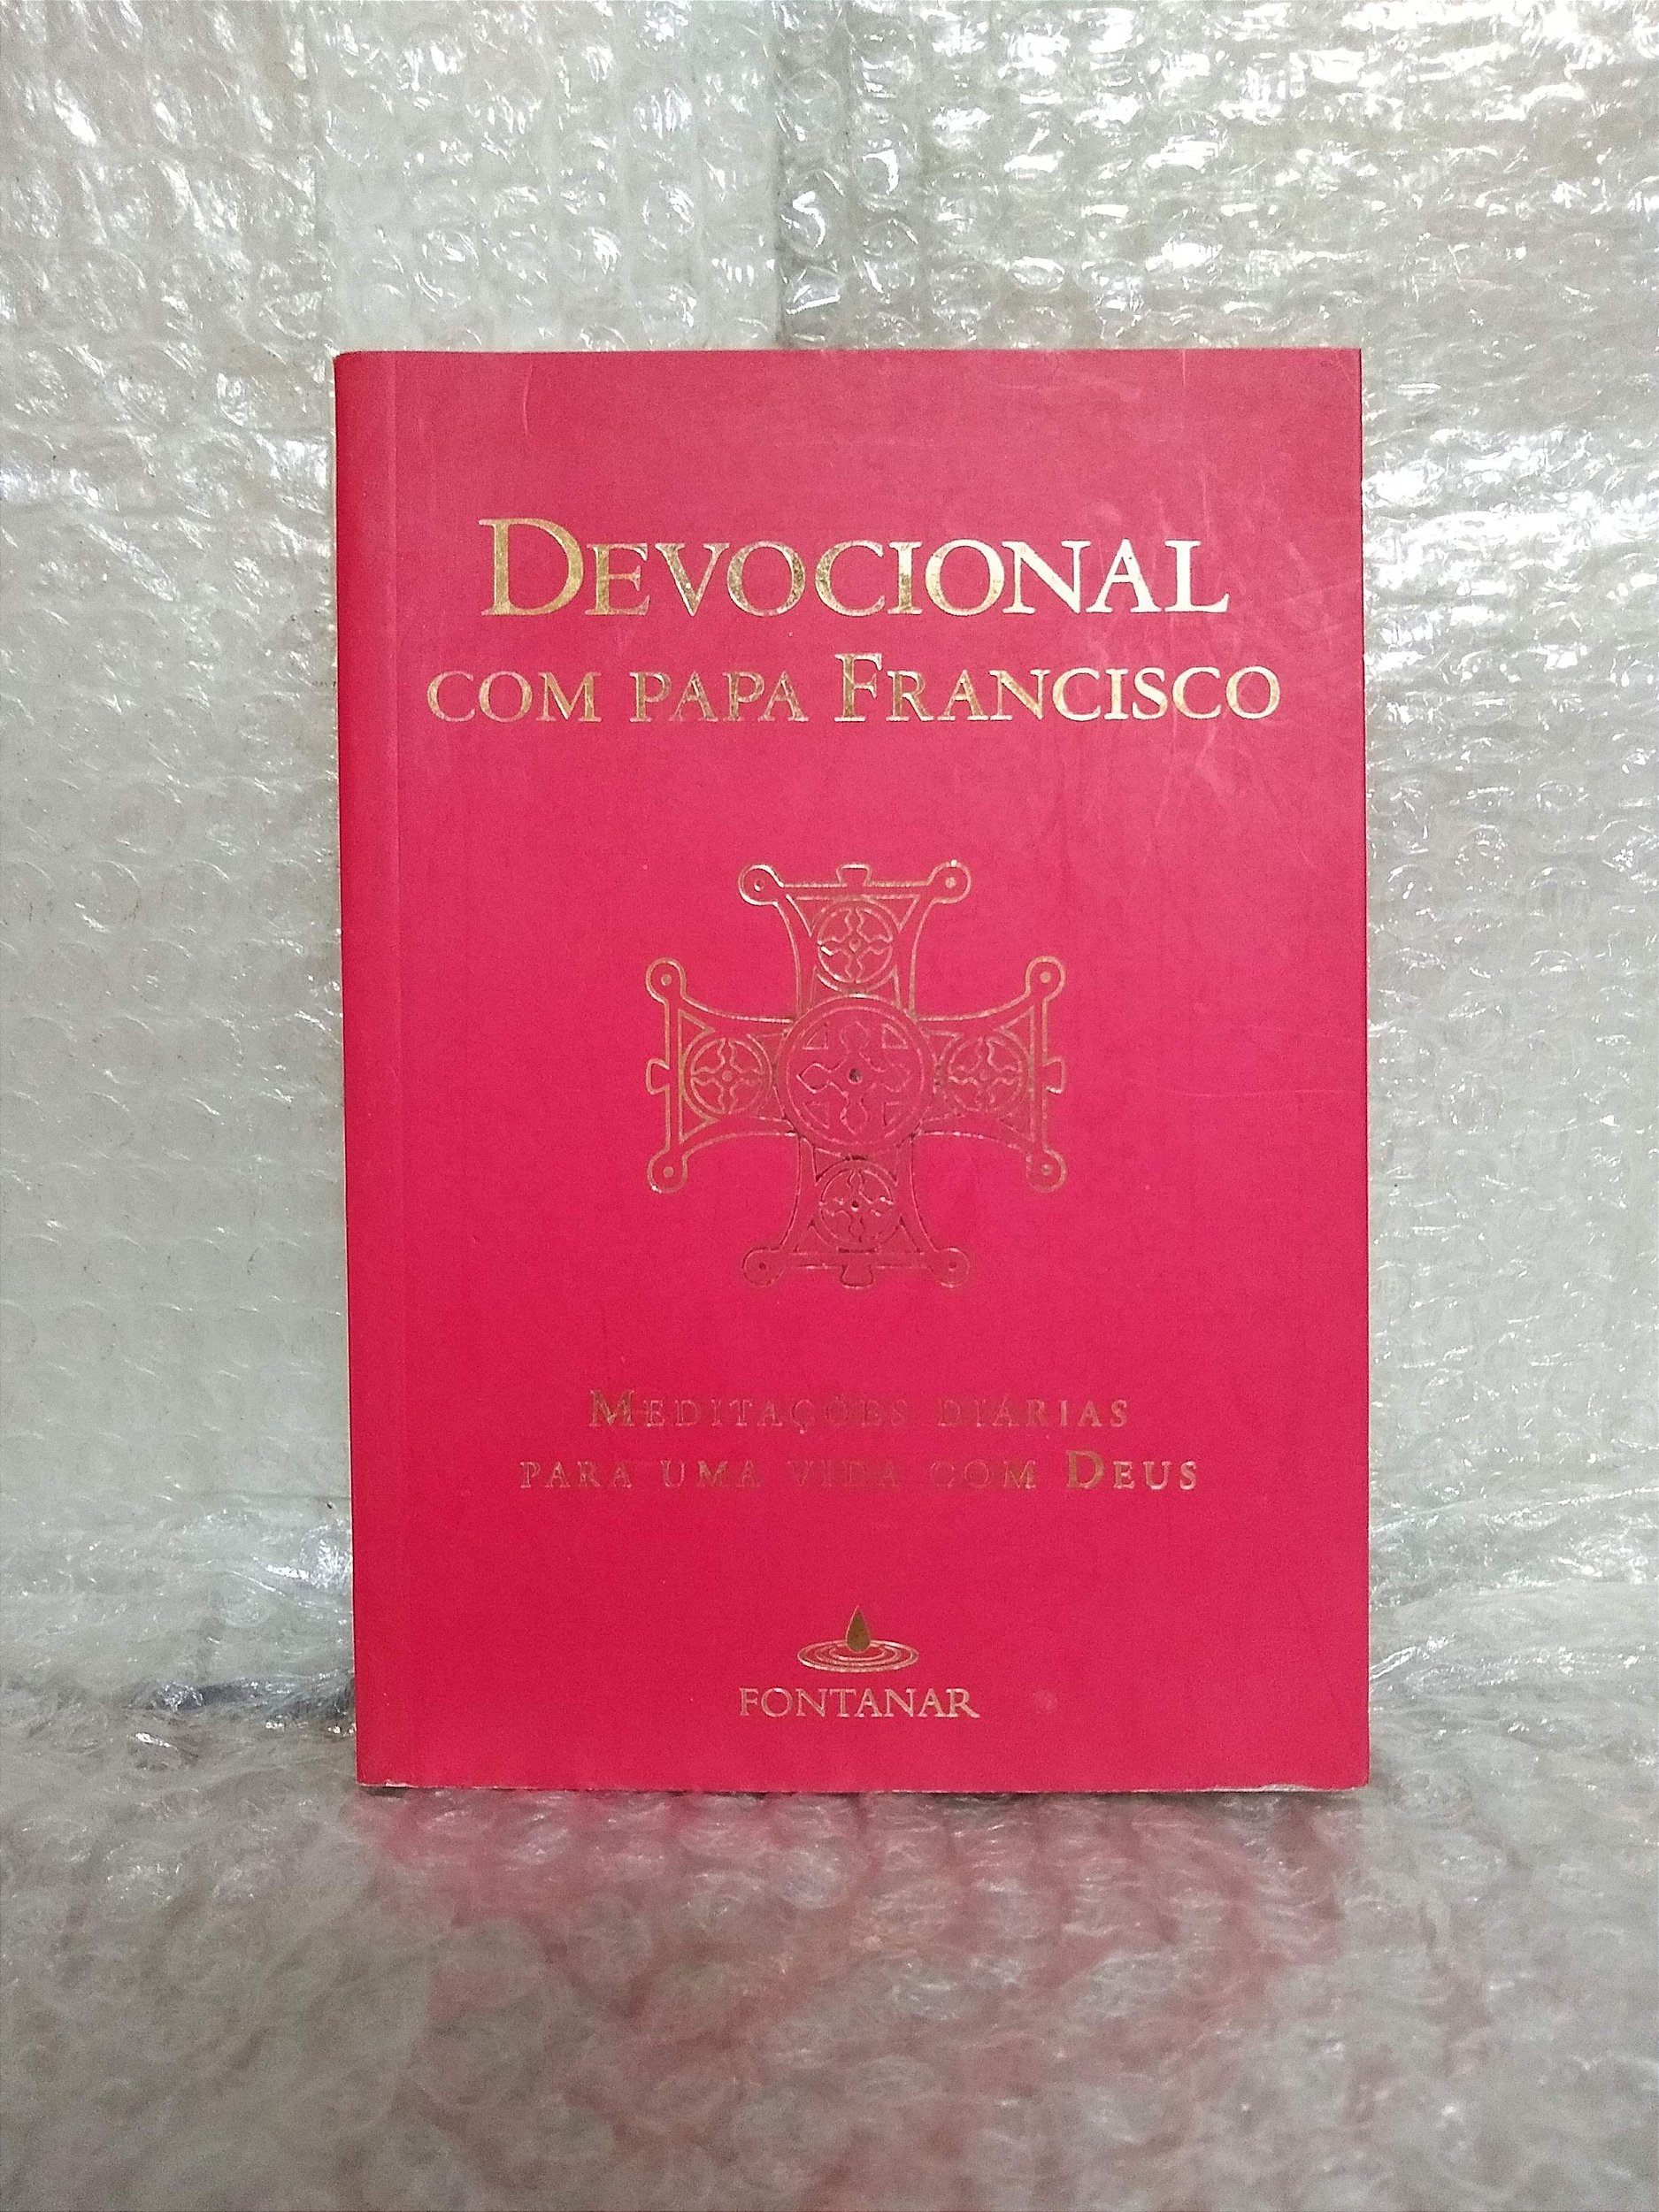 DEVOCIONAL
COM PAPA FRANCISCO
MEDITAÇÕES DIÁRIAS
PARA UMA VIDA COM DEUS
FONTANAR